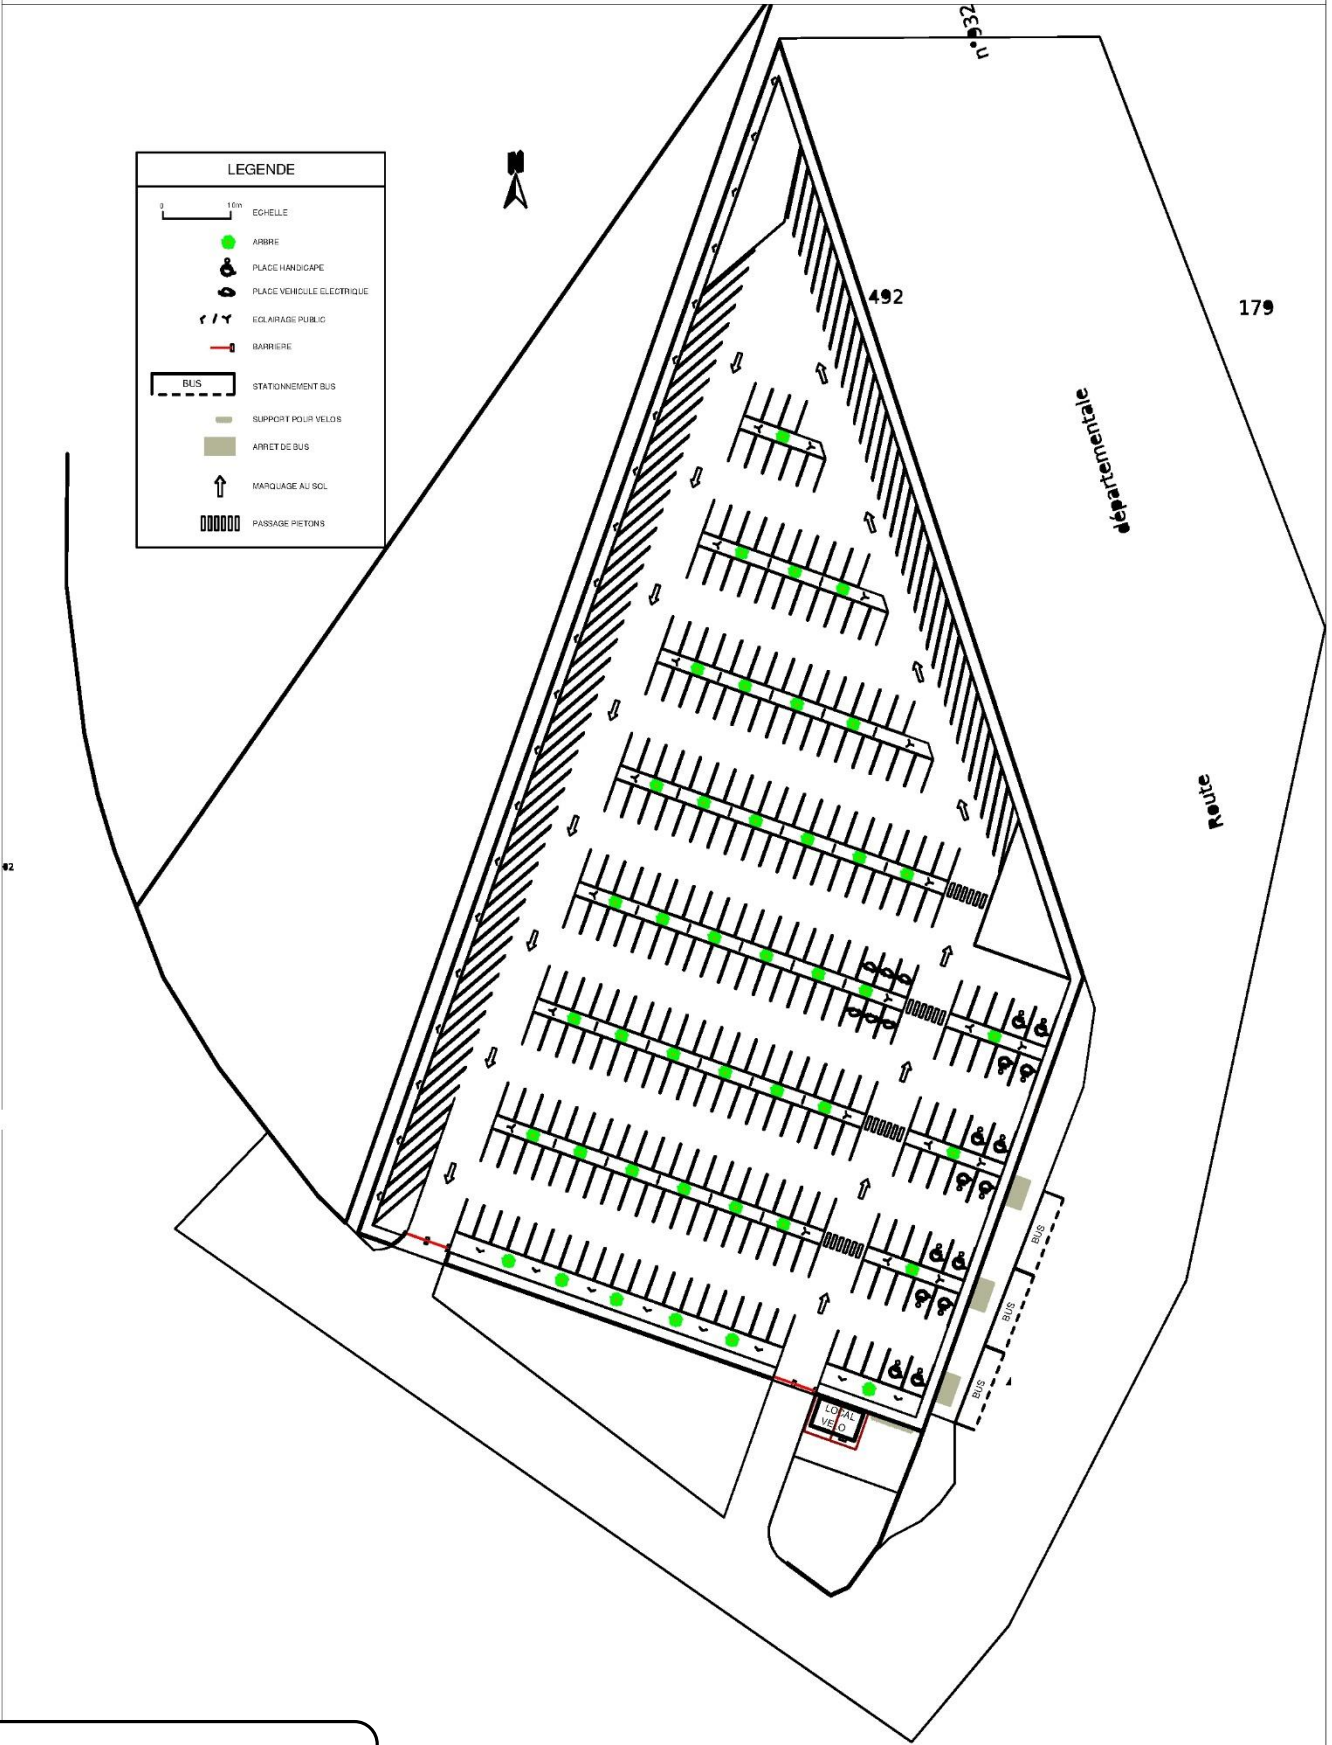 n°932
LEGENDE
0 10m
ECHELLE
ARBRE
PLACE HANDICAPE
PLACE VEHICULE ELECTRIQUE
ECLAIRAGE PUBLIC
BARRIERE
BUS
STATIONNEMENT BUS
SUPPORT POUR VELOS
ARRET DE BUS
MARQUAGE AU SOL
PASSAGE PIETONS
N
492
179
départementale
Route
BUS
BUS
BUS
LOCAL
VELO